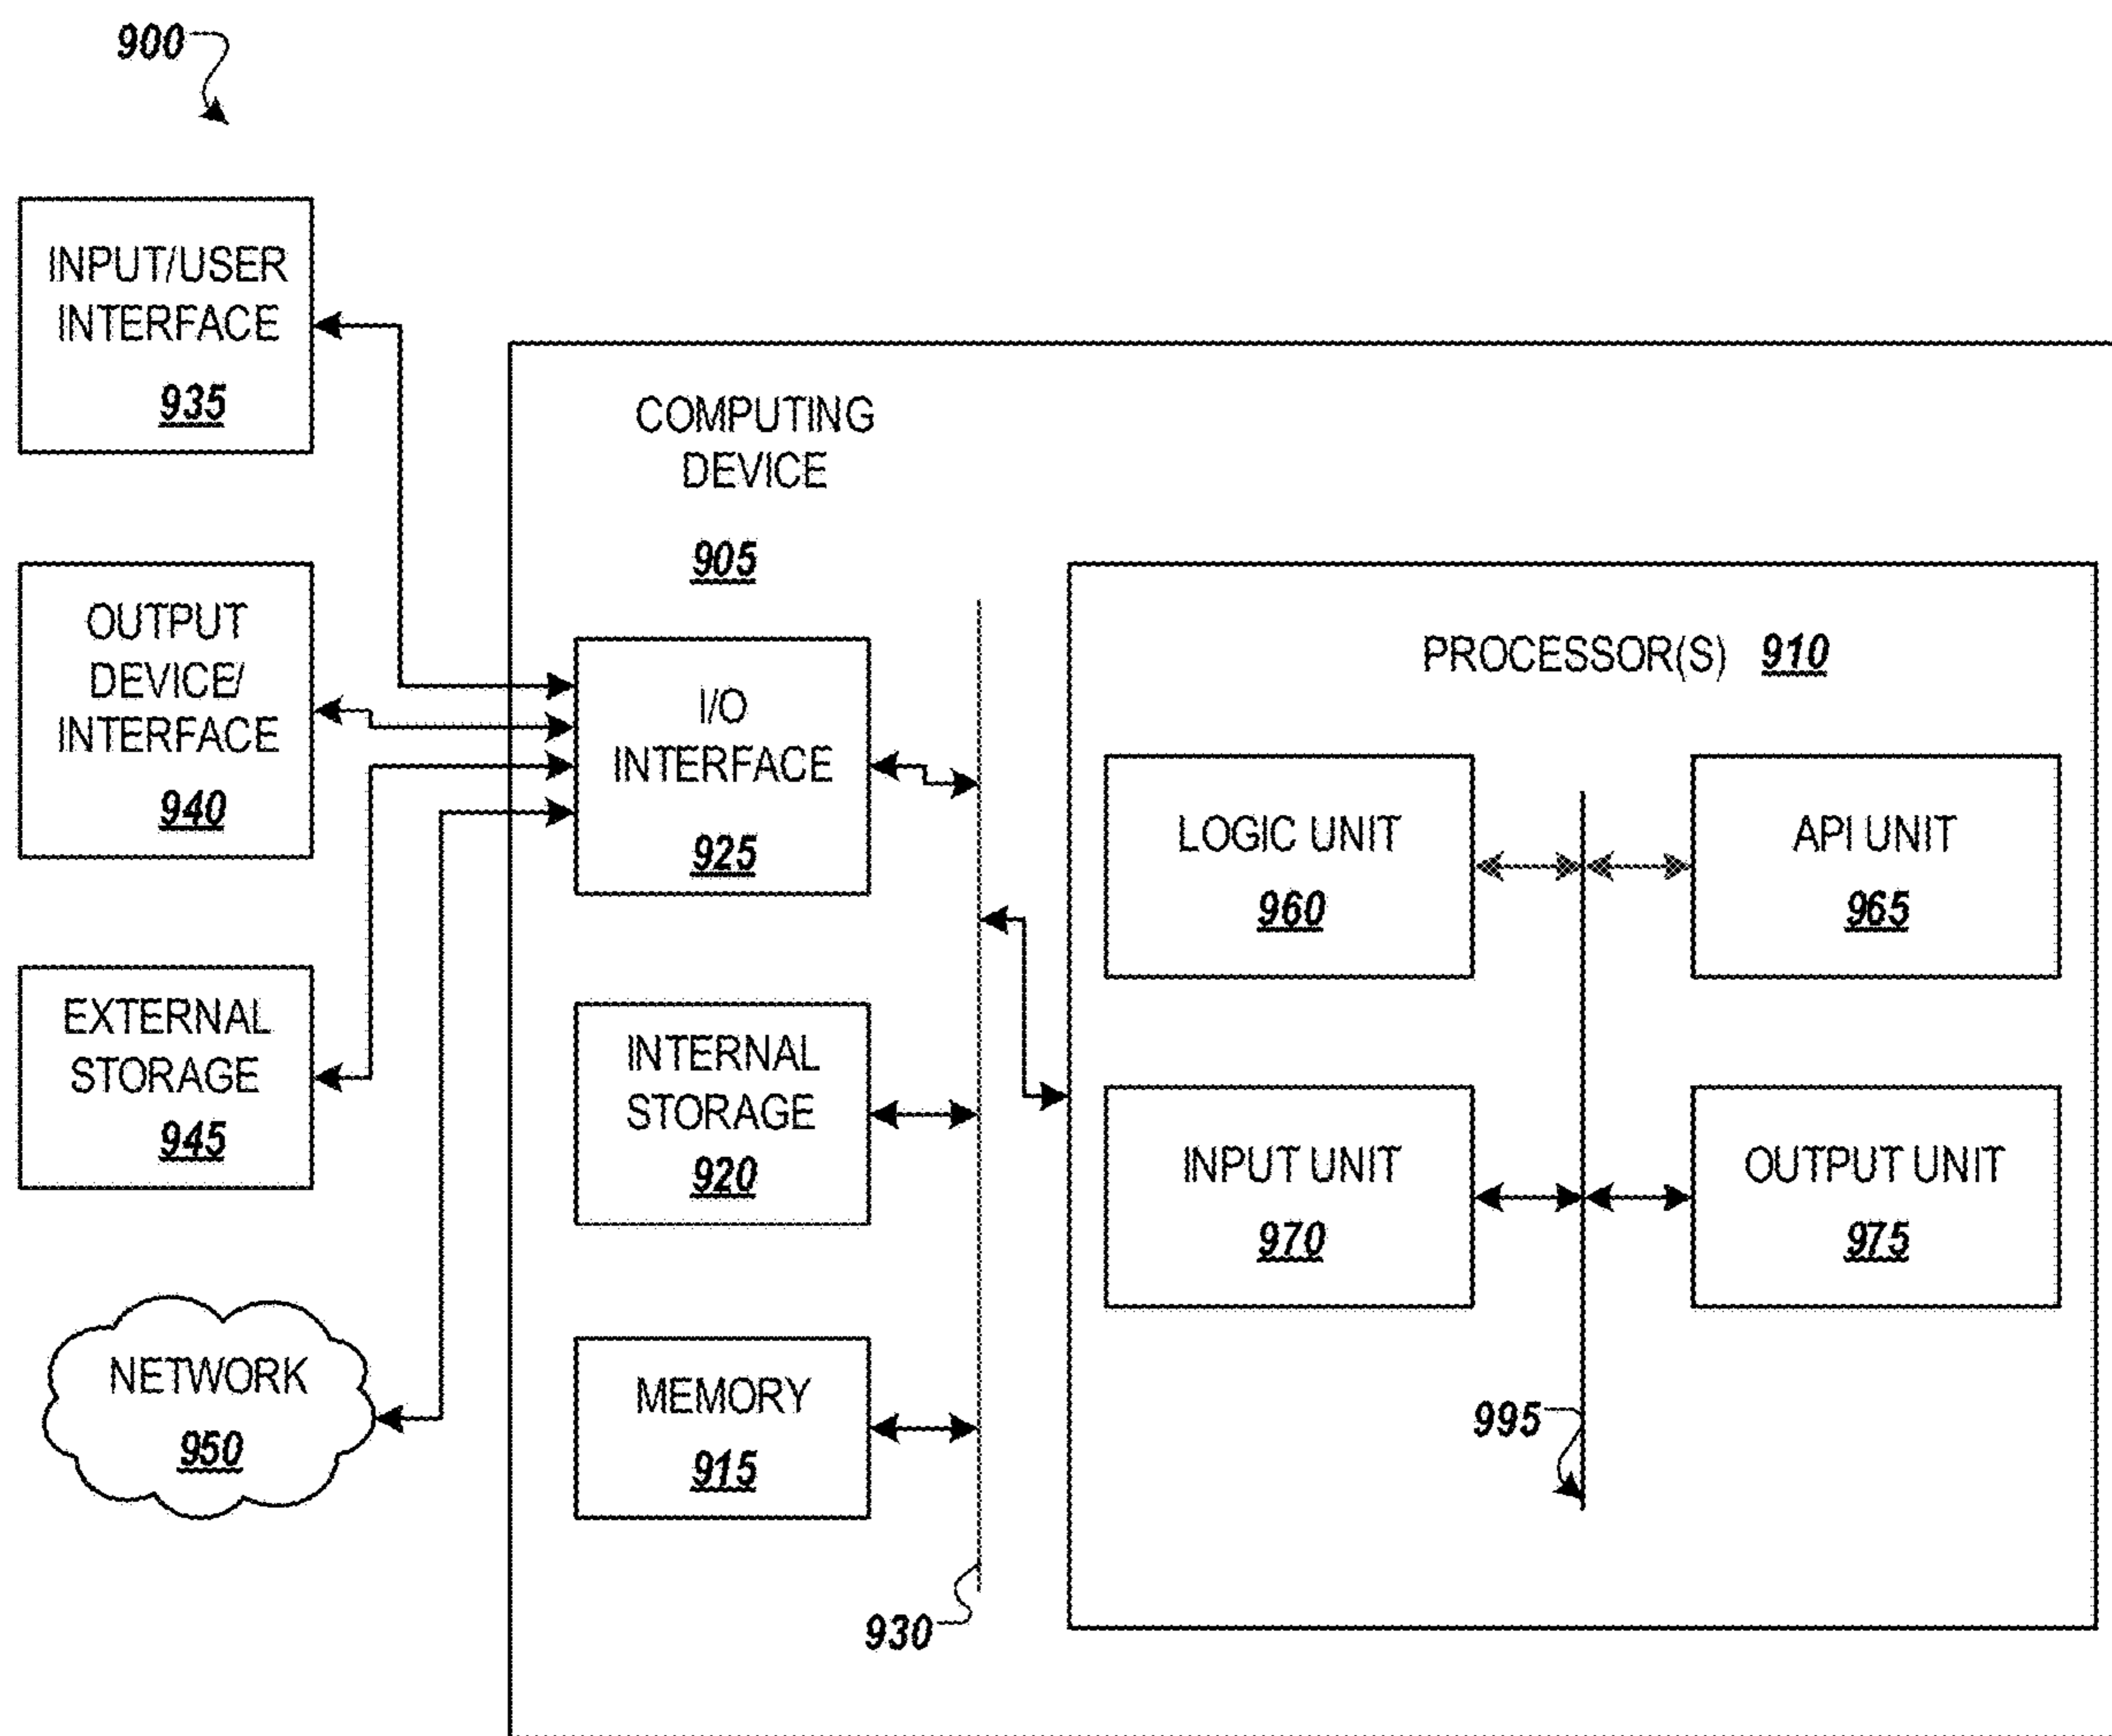 900
INPUT/USER
INTERFACE
935
OUTPUT
DEVICE/
INTERFACE
940
EXTERNAL
STORAGE
945
NETWORK
950
COMPUTING
DEVICE
905
I/O
INTERFACE
925
INTERNAL
STORAGE
920
MEMORY
915
930
PROCESSOR(S) 910
LOGIC UNIT
960
API UNIT
965
INPUT UNIT
970
OUTPUT UNIT
975
995